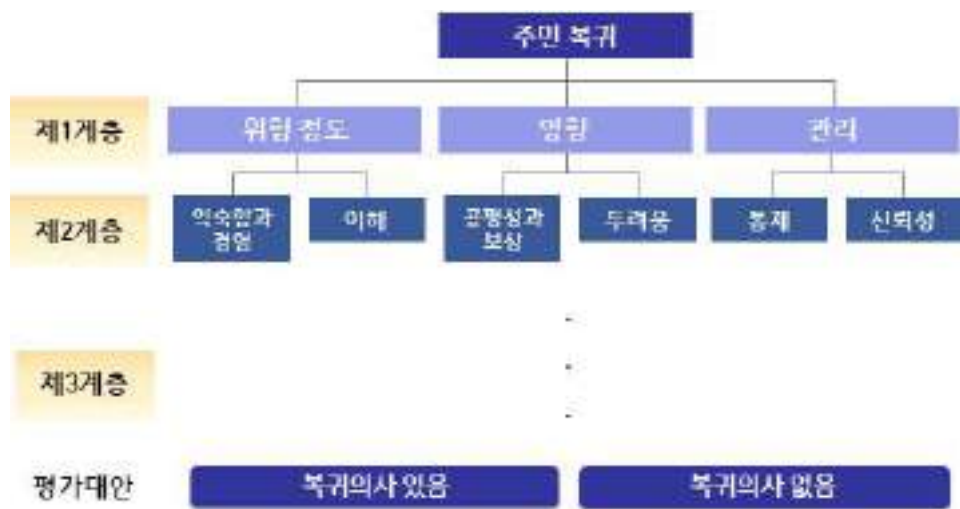 주민 복귀
제1계층
위험 정도
영향
관리
제2계층
익숙함과
경험
이해
공평성과
보상
두려움
통제
신뢰성
제3계층
평가대안
복귀의사 있음
복귀의사 없음